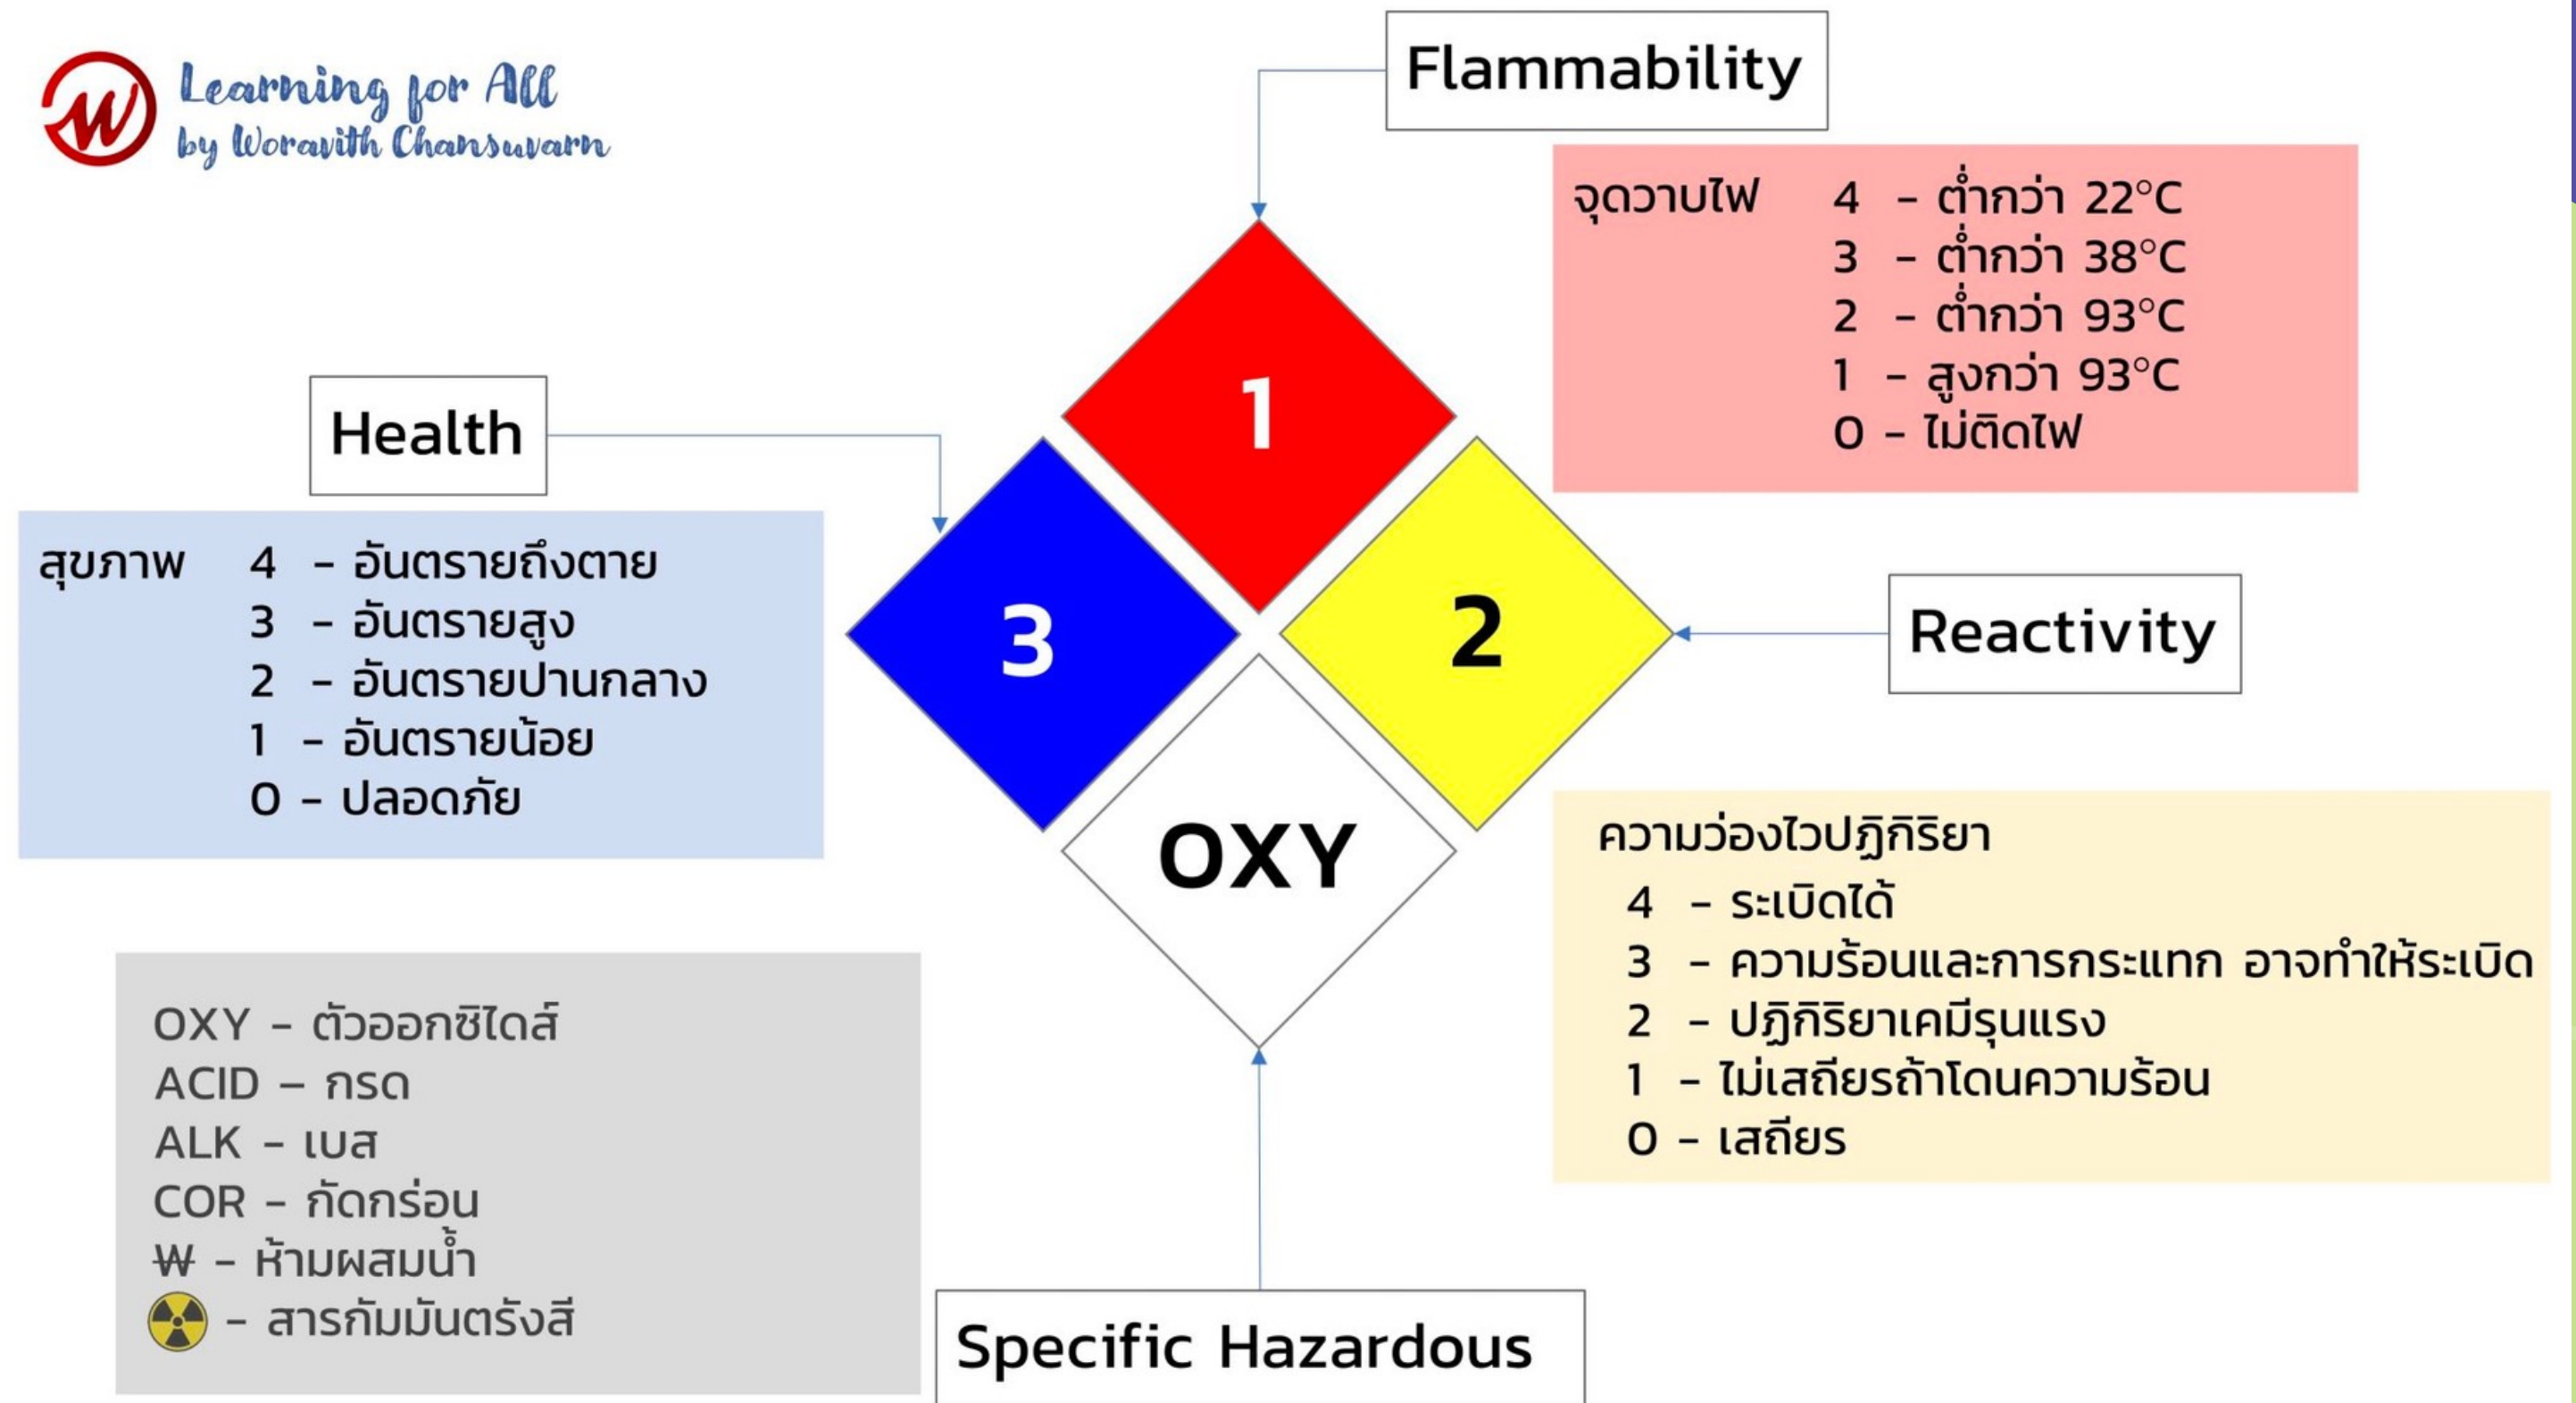 Learning for All
by Woravith Chansuvarn
Flammability
จุดวาบไฟ 4 - ต่ำกว่า 22°C
3 - ต่ำกว่า 38°C
2 - ต่ำกว่า 93°C
1 - สูงกว่า 93°C
0 - ไม่ติดไฟ
1
Health
3
2
Reactivity
สุขภาพ 4 - อันตรายถึงตาย
3 - อันตรายสูง
2 - อันตรายปานกลาง
1 - อันตรายน้อย
0 - ปลอดภัย
OXY
ความว่องไวปฏิกิริยา
4 - ระเบิดได้
3 - ความร้อนและการกระแทก อาจทำให้ระเบิด
2 - ปฏิกิริยาเคมีรุนแรง
1 - ไม่เสถียรถ้าโดนความร้อน
0 - เสถียร
OXY - ตัวออกซิไดส์
ACID – กรด
ALK - เบส
COR - กัดกร่อน
W̶ - ห้ามผสมน้ำ
- สารกัมมันตรังสี
Specific Hazardous